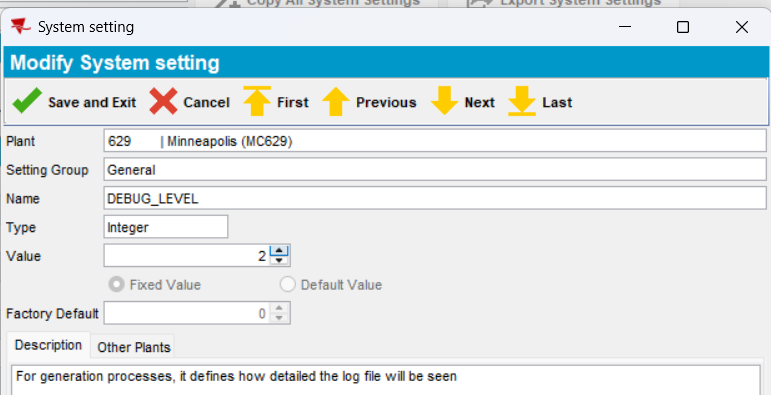 Copy All System Settings Export System Settings
System setting
Modify System setting
Save and Exit Cancel First Previous Next Last
Plant 629 | Minneapolis (MC629)
Setting Group General
Name DEBUG_LEVEL
Type Integer
Value 2
Fixed Value Default Value
Factory Default 0
Description Other Plants
For generation processes, it defines how detailed the log file will be seen